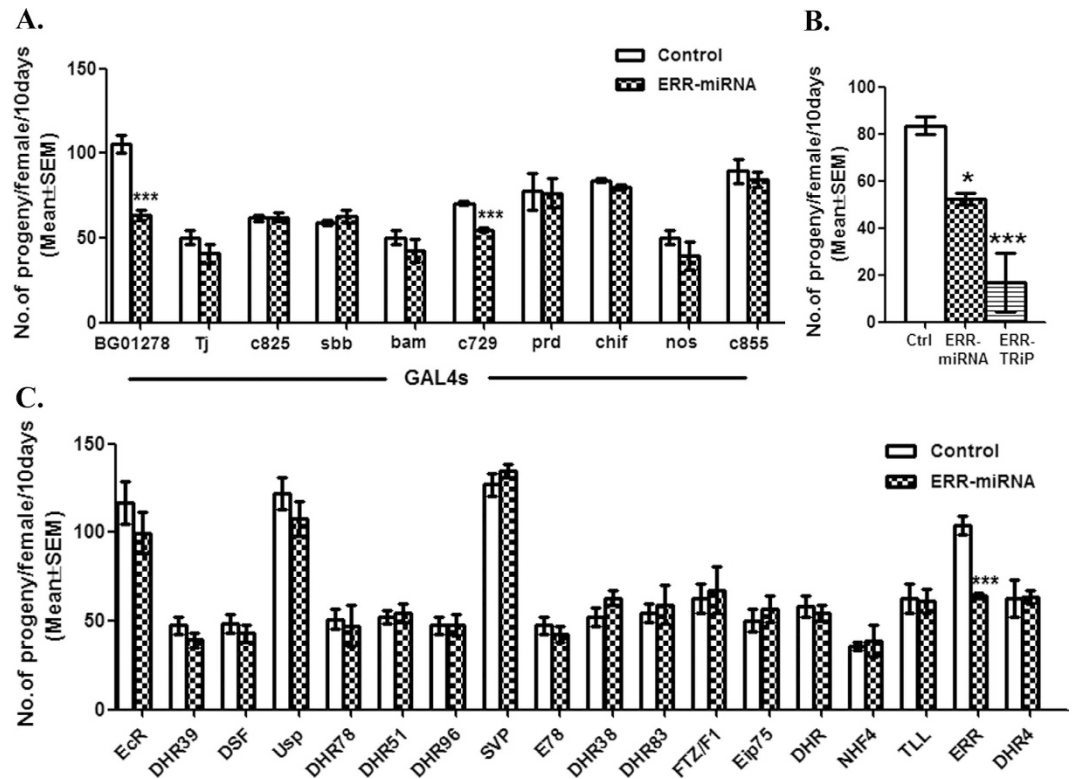 A.
No.of progeny/female/10days
(Mean±SEM)
150
100
50
0
Control
ERR-miRNA
***
***
BG01278 Tj c825 sbb bam c729 prd chif nos c855
GAL4s
B.
No.of progeny/female/10days
(Mean±SEM)
100
80
60
40
20
0
*
***
Ctrl ERR-miRNA ERR-TRiP
C.
No.of progeny/female/10days
(Mean±SEM)
150
100
50
0
Control
ERR-miRNA
***
EcR DHR39 DSF Usp DHR78 DHR51 DHR96 SVP E78 DHR38 DHR83 FTZ/F1 Eip75 DHR NHF4 TLL ERR DHR4